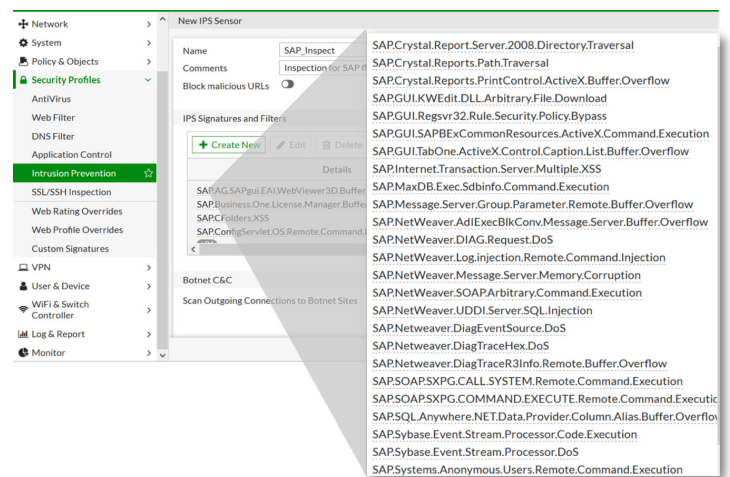 Network
System
Policy & Objects
Security Profiles
AntiVirus
Web Filter
DNS Filter
Application Control
Intrusion Prevention
SSL/SSH Inspection
Web Rating Overrides
Web Profile Overrides
Custom Signatures
VPN
User & Device
WiFi & Switch
Controller
Log & Report
Monitor
New IPS Sensor
Name SAP_Inspect
Comments Inspection for SAP
Block malicious URLs
IPS Signatures and Filters
Create New Edit Delete
Details
SAP.AG.SAPgui.EAI.WebViewer3D.Buffer
SAP.Business.One.License.Manager.Buffer
SAP.CFolders.XSS
SAP.ConfigServlet.OS.Remote.Command.
Botnet C&C
Scan Outgoing Connections to Botnet Sites
SAP.Crystal.Report.Server.2008.Directory.Traversal
SAP.Crystal.Reports.Path.Traversal
SAP.Crystal.Reports.PrintControl.ActiveX.Buffer.Overflow
SAP.GUI.KWEdit.DLL.Arbitrary.File.Download
SAP.GUI.Regsvr32.Rule.Security.Policy.Bypass
SAP.GUI.SAPBExCommonResources.ActiveX.Command.Execution
SAP.GUI.TabOne.ActiveX.Control.Caption.List.Buffer.Overflow
SAP.Internet.Transaction.Server.Multiple.XSS
SAP.MaxDB.Exec.Sdbinfo.Command.Execution
SAP.Message.Server.Group.Parameter.Remote.Buffer.Overflow
SAP.NetWeaver.AdIExecBlkConv.Message.Server.Buffer.Overflow
SAP.NetWeaver.DIAG.Request.DoS
SAP.NetWeaver.Log.injection.Remote.Command.Injection
SAP.NetWeaver.Message.Server.Memory.Corruption
SAP.NetWeaver.SOAP.Arbitrary.Command.Execution
SAP.NetWeaver.UDDI.Server.SQL.Injection
SAP.Netweaver.DiagEventSource.DoS
SAP.Netweaver.DiagTraceHex.DoS
SAP.Netweaver.DiagTraceR3Info.Remote.Buffer.Overflow
SAP.SOAP.SXPG.CALL.SYSTEM.Remote.Command.Execution
SAP.SOAP.SXPG.COMMAND.EXECUTE.Remote.Command.Executic
SAP.SQL.Anywhere.NET.Data.Provider.Column.Alias.Buffer.Overflo
SAP.Sybase.Event.Stream.Processor.Code.Execution
SAP.Sybase.Event.Stream.Processor.DoS
SAP.Systems.Anonymous.Users.Remote.Command.Execution